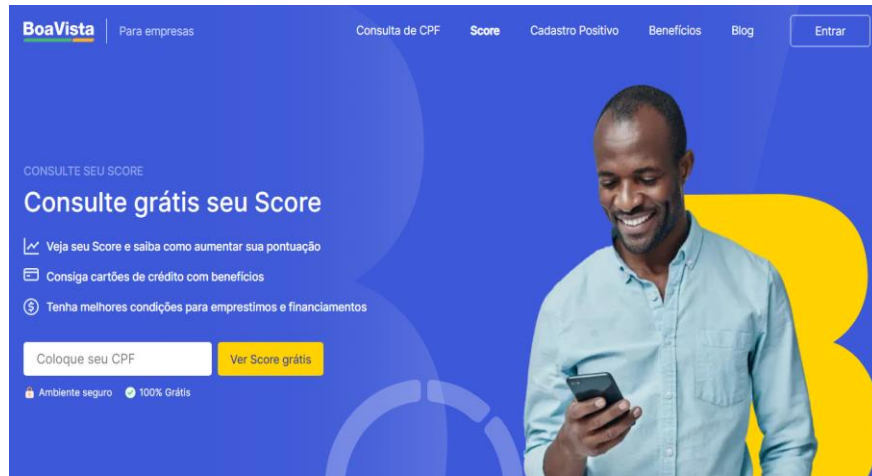 BoaVista
Para empresas
Consulta de CPF
Score
Cadastro Positivo
Benefícios
Blog
Entrar
CONSULTE SEU SCORE
Consulte grátis seu Score
Veja seu Score e saiba como aumentar sua pontuação
Consiga cartões de crédito com benefícios
Tenha melhores condições para emprestimos e financiamentos
Coloque seu CPF
Ver Score grátis
Ambiente seguro
100% Grátis